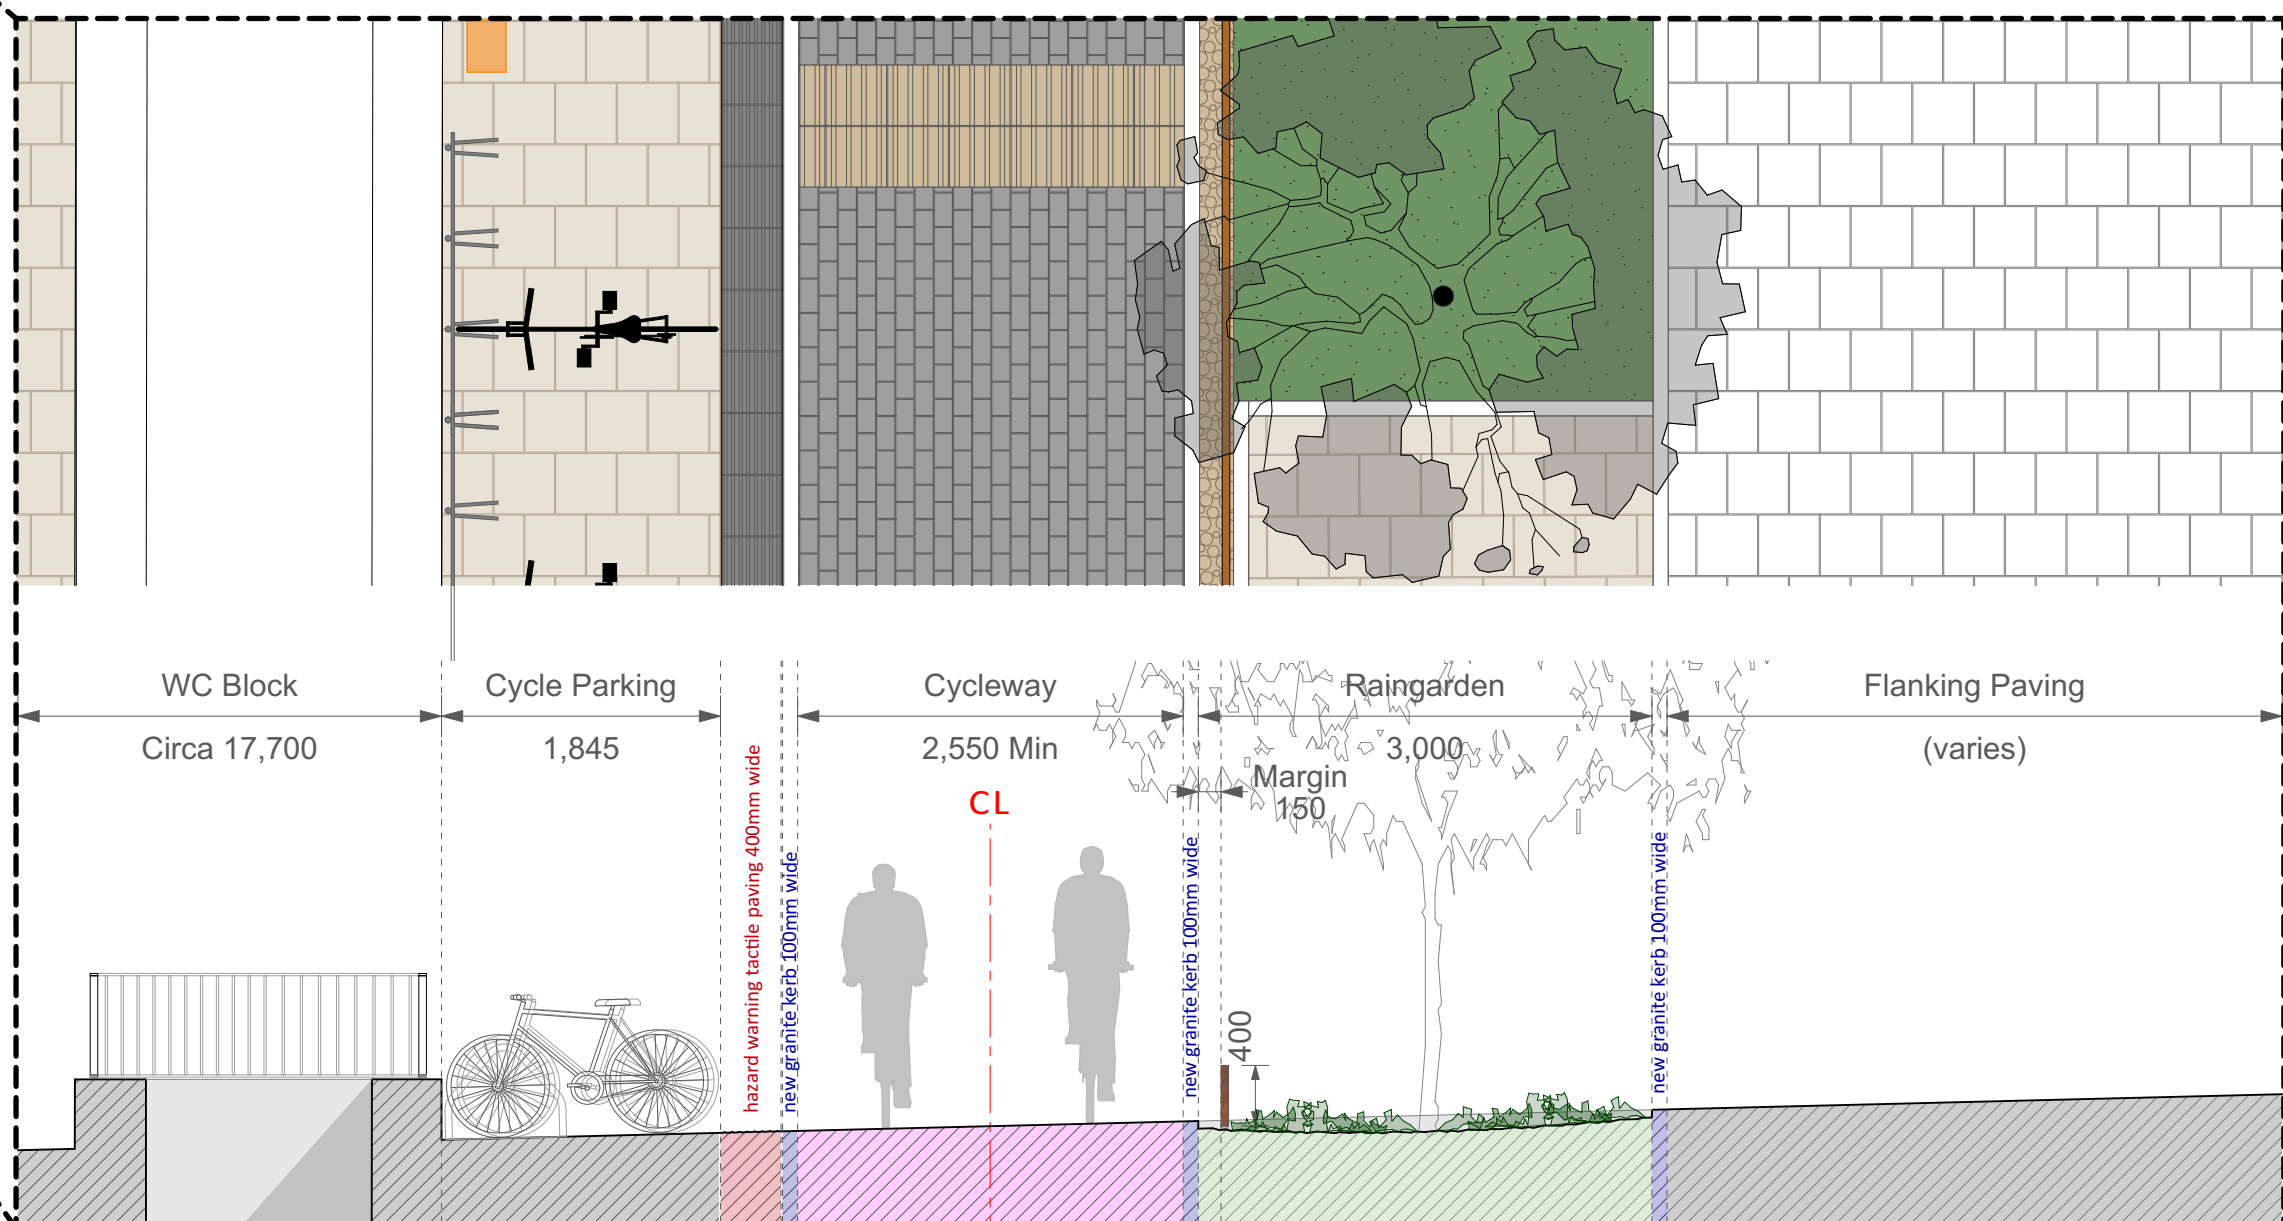 WC Block
Circa 17,700
Cycle Parking
1,845
hazard warning tactile paving 400mm wide
new granite kerb 100mm wide
Cycleway
2,550 Min
CL
new granite kerb 100mm wide
Raingarden
3,000
Margin
150
400
new granite kerb 100mm wide
Flanking Paving
(varies)